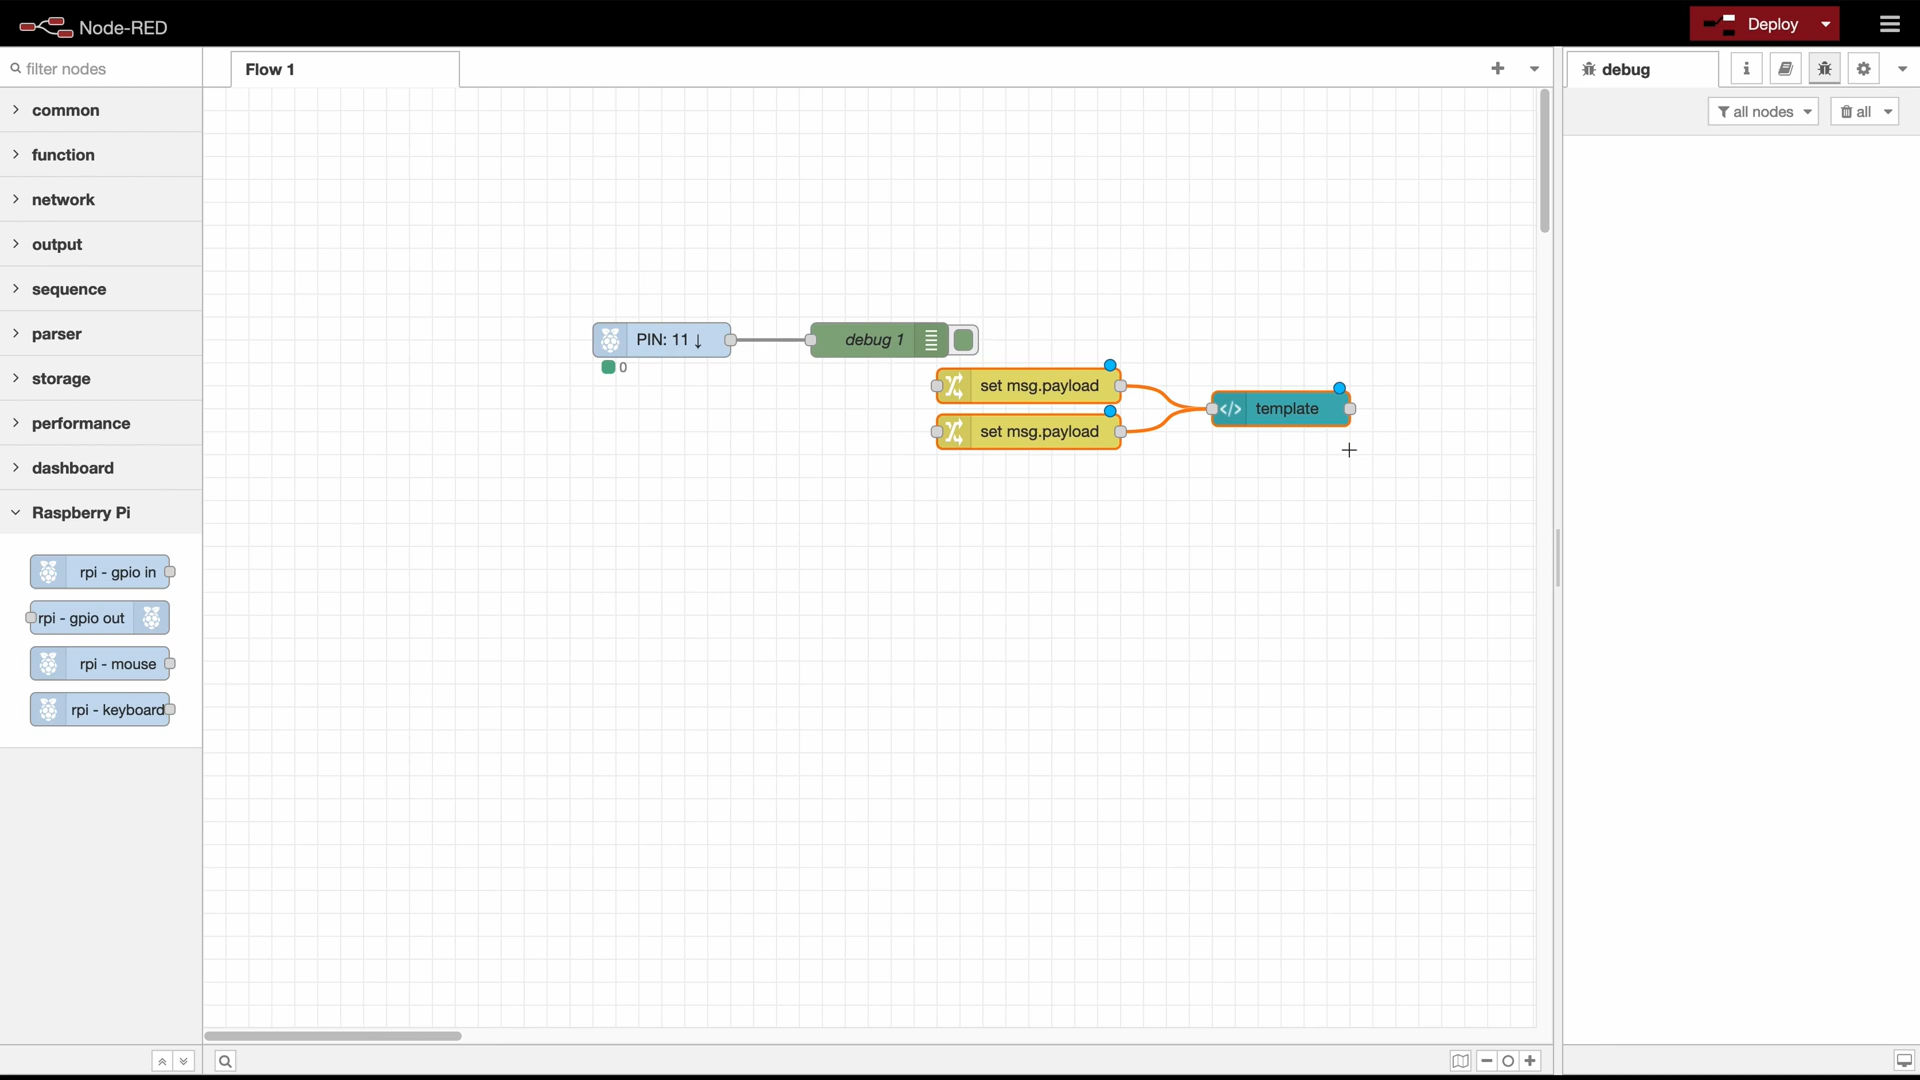 Node-RED
Deploy
filter nodes
Flow 1
debug
all nodes
all
common
function
network
output
sequence
parser
storage
performance
dashboard
Raspberry Pi
rpi - gpio in
rpi - gpio out
rpi - mouse
rpi - keyboard
PIN: 11 ↓
0
debug 1
set msg.payload
set msg.payload
template